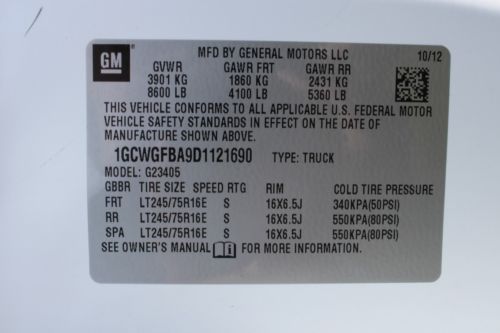 GM
MFD BY GENERAL MOTORS LLC 10/12
GVWR GAWR FRT GAWR RR
3901 KG 1860 KG 2431 KG
8600 LB 4100 LB 5360 LB
THIS VEHICLE CONFORMS TO ALL APPLICABLE U.S. FEDERAL MOTOR
VEHICLE SAFETY STANDARDS IN EFFECT ON THE DATE OF
MANUFACTURE SHOWN ABOVE.
1GCWGFBA9D1121690 TYPE: TRUCK
MODEL: G23405
GBBR TIRE SIZE SPEED RTG RIM COLD TIRE PRESSURE
FRT LT245/75R16E S 16X6.5J 340KPA(50PSI)
RR LT245/75R16E S 16X6.5J 550KPA(80PSI)
SPA LT245/75R16E S 16X6.5J 550KPA(80PSI)
SEE OWNER'S MANUAL FOR MORE INFORMATION.